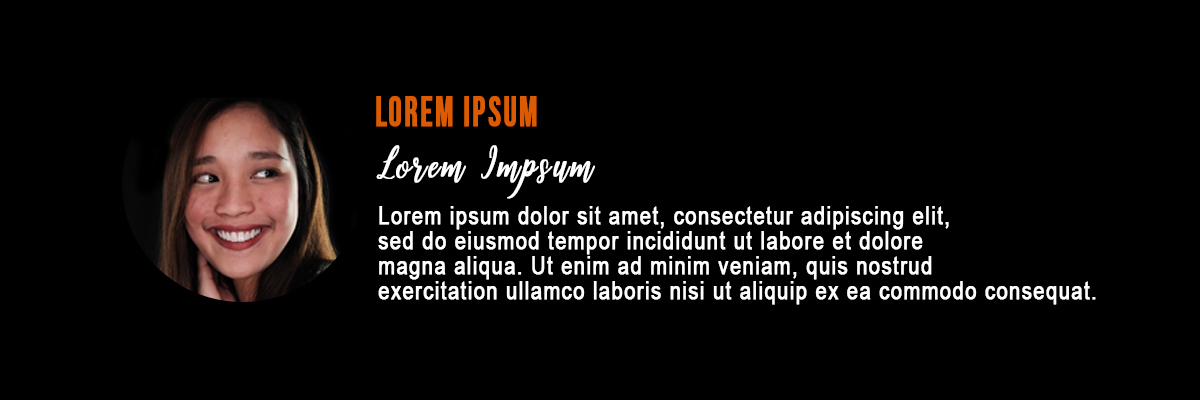 LOREM IPSUM
Lorem Impsum
Lorem ipsum dolor sit amet, consectetur adipiscing elit,
sed do eiusmod tempor incididunt ut labore et dolore
magna aliqua. Ut enim ad minim veniam, quis nostrud
exercitation ullamco laboris nisi ut aliquip ex ea commodo consequat.